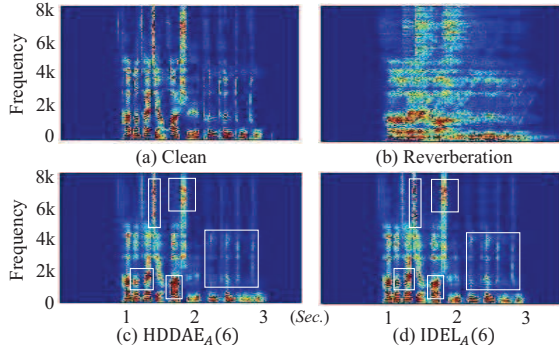 8k
6k
4k
2k
0
Frequency
(a) Clean
(b) Reverberation
8k
6k
4k
2k
0
Frequency
1 2 3 (Sec.) 1 2 3
(c) HDDAE_A(6)
(d) IDEL_A(6)